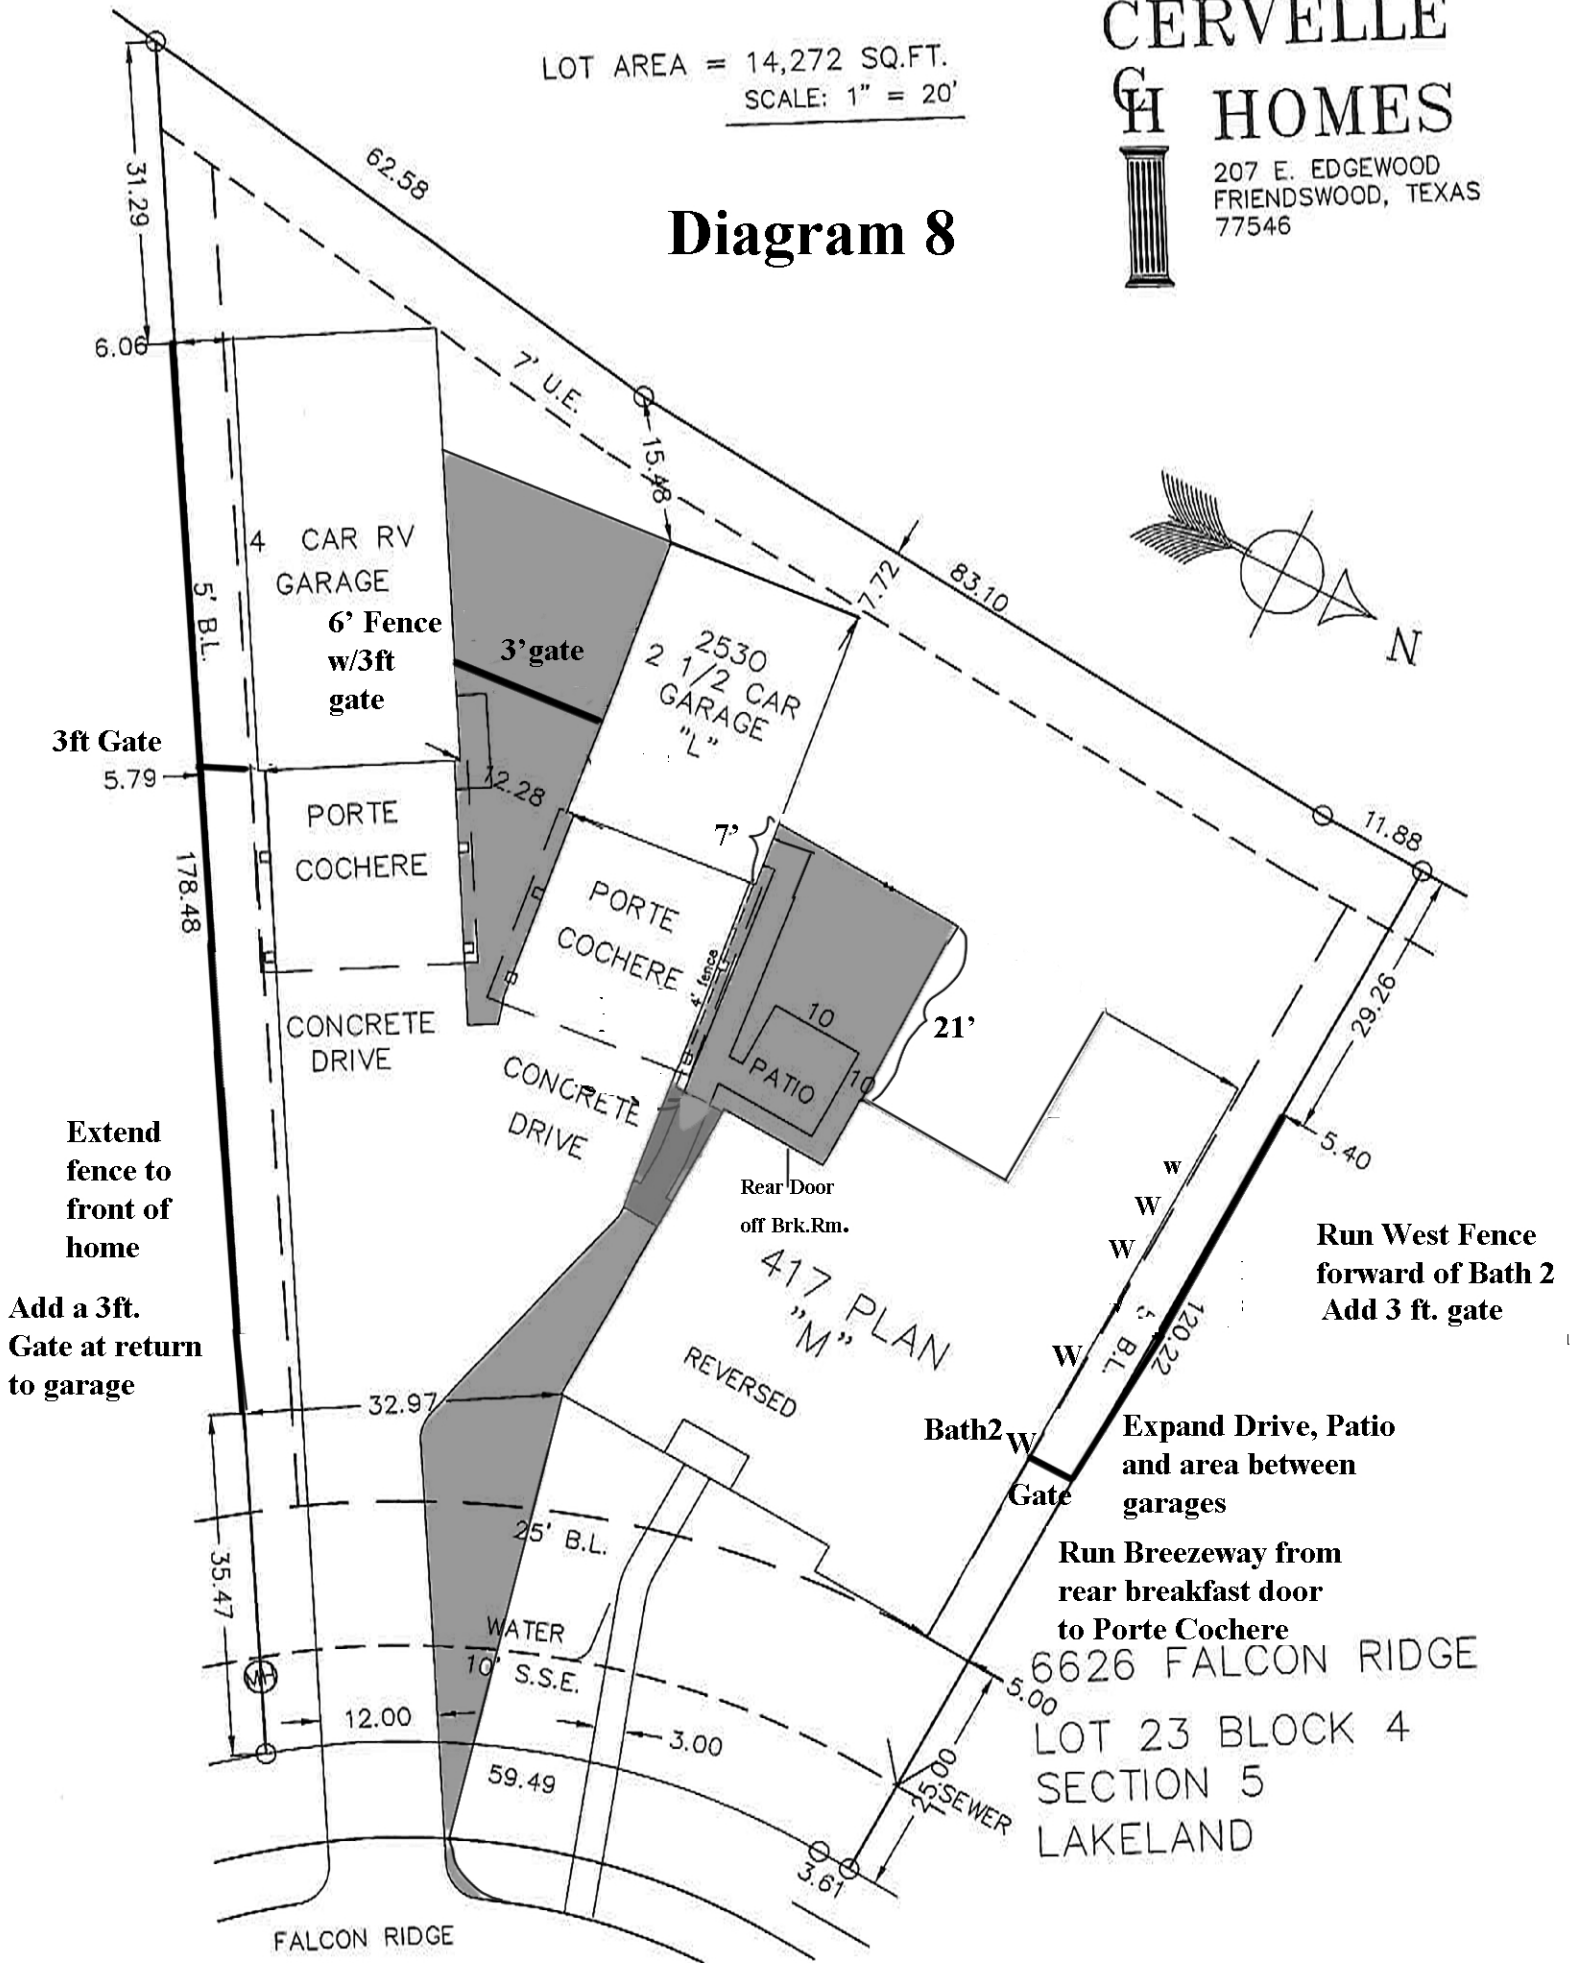 CERVELLE
CH HOMES
207 E. EDGEWOOD
FRIENDSWOOD, TEXAS
77546
LOT AREA = 14,272 SQ.FT.
SCALE: 1" = 20'
Diagram 8
31.29
62.58
6.06
7' U.E.
15.48
7.72
83.10
N
4 CAR RV
GARAGE
5' B.L.
6' Fence
w/3ft
gate
3' gate
2530
2 1/2 CAR
GARAGE
"L"
3ft Gate
5.79
12.28
7'
11.88
PORTE
COCHERE
178.48
PORTE
COCHERE
4' fence
29.26
CONCRETE
DRIVE
10
21'
PATIO
10
CONCRETE
DRIVE
5.40
Extend
fence to
front of
home
Rear Door
off Brk.Rm.
W
W
W
Run West Fence
forward of Bath 2
Add 3 ft. gate
417 PLAN
"M"
REVERSED
5' B.L.
120.22
Add a 3ft.
Gate at return
to garage
W
32.97
Bath2
W
Gate
Expand Drive, Patio
and area between
garages
25' B.L.
35.47
Run Breezeway from
rear breakfast door
to Porte Cochere
WATER
10' S.S.E.
MH
5.00
6626 FALCON RIDGE
LOT 23 BLOCK 4
SECTION 5
LAKELAND
12.00
3.00
59.49
25.00
SEWER
3.61
FALCON RIDGE